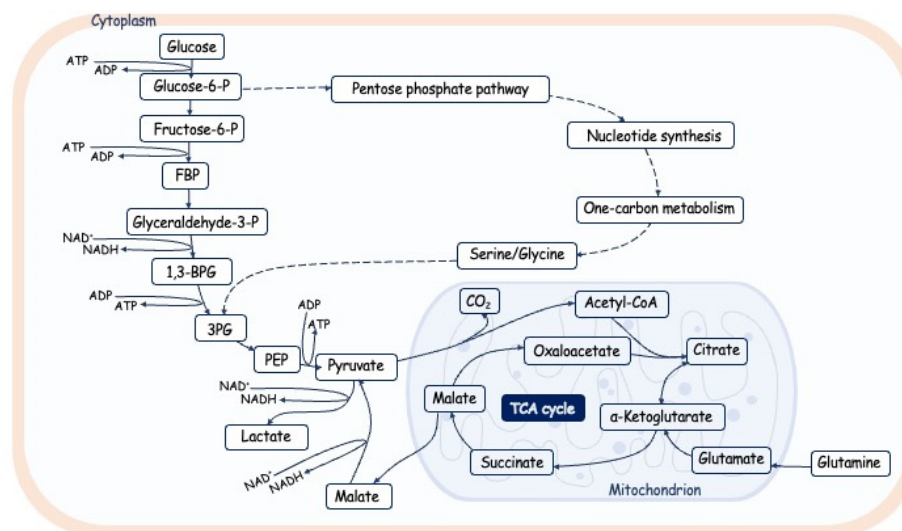 Cytoplasm
Glucose
ATP
ADP
Glucose-6-P
Pentose phosphate pathway
Fructose-6-P
Nucleotide synthesis
ATP
ADP
FBP
One-carbon metabolism
Glyceraldehyde-3-P
NAD⁺
NADH
Serine/Glycine
1,3-BPG
ADP
ATP
CO₂
Acetyl-CoA
ADP
ATP
3PG
Oxaloacetate
Citrate
PEP
Pyruvate
NAD⁺
NADH
Malate
TCA cycle
α-Ketoglutarate
Lactate
Succinate
Glutamate
Glutamine
NAD⁺
NADH
Malate
Mitochondrion